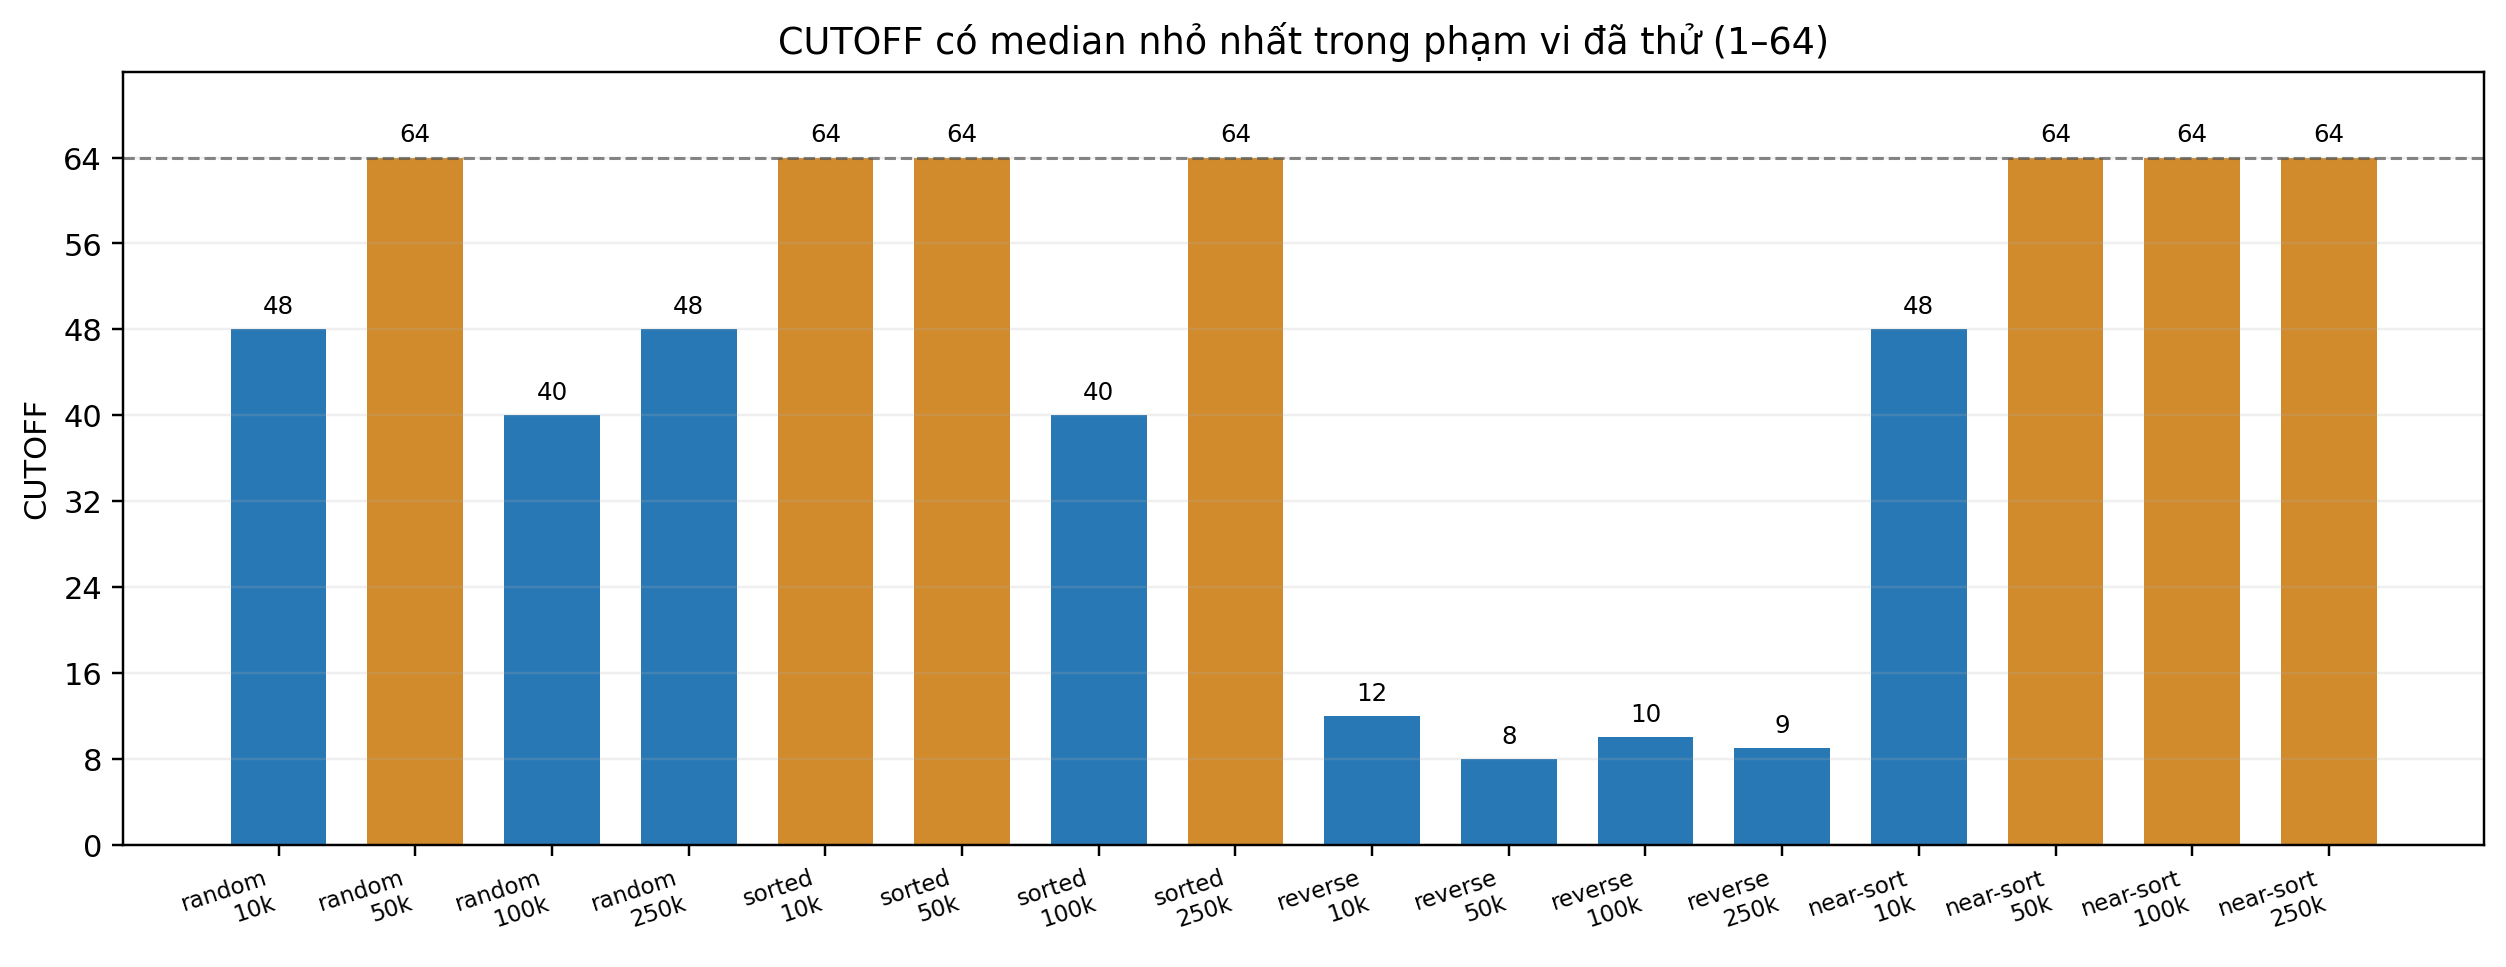 CUTOFF có median nhỏ nhất trong phạm vi đã thử (1–64)
CUTOFF
64
56
48
40
32
24
16
8
0
48
64
40
48
64
64
40
64
12
8
10
9
48
64
64
64
random
10k
random
50k
random
100k
random
250k
sorted
10k
sorted
50k
sorted
100k
sorted
250k
reverse
10k
reverse
50k
reverse
100k
reverse
250k
near-sort
10k
near-sort
50k
near-sort
100k
near-sort
250k